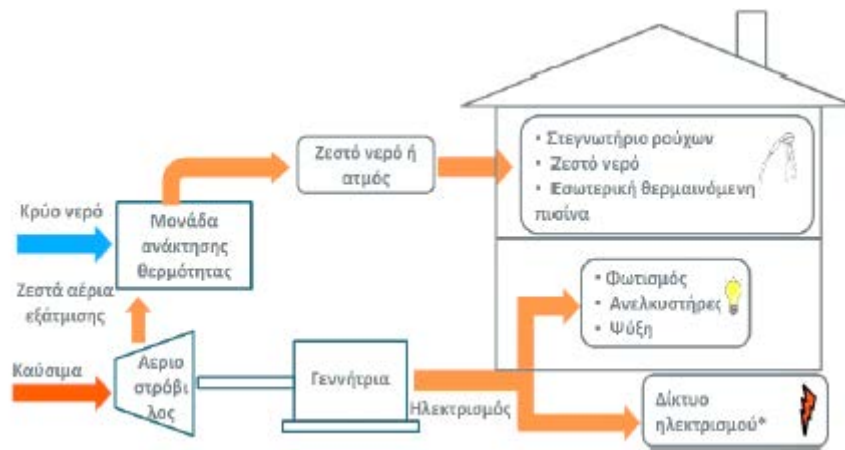 • Στεγνωτήριο ρούχων
• Ζεστό νερό
• Εσωτερική θερμαινόμενη
πισίνα
Ζεστό νερό ή
ατμός
Κρύο νερό
Μονάδα
ανάκτησης
θερμότητας
Ζεστά αέρια
εξάτμισης
• Φωτισμός
• Ανελκυστήρες
• Ψύξη
Καύσιμα
Αεριο
στρόβι
λος
Γεννήτρια
Ηλεκτρισμός
Δίκτυο
ηλεκτρισμού*